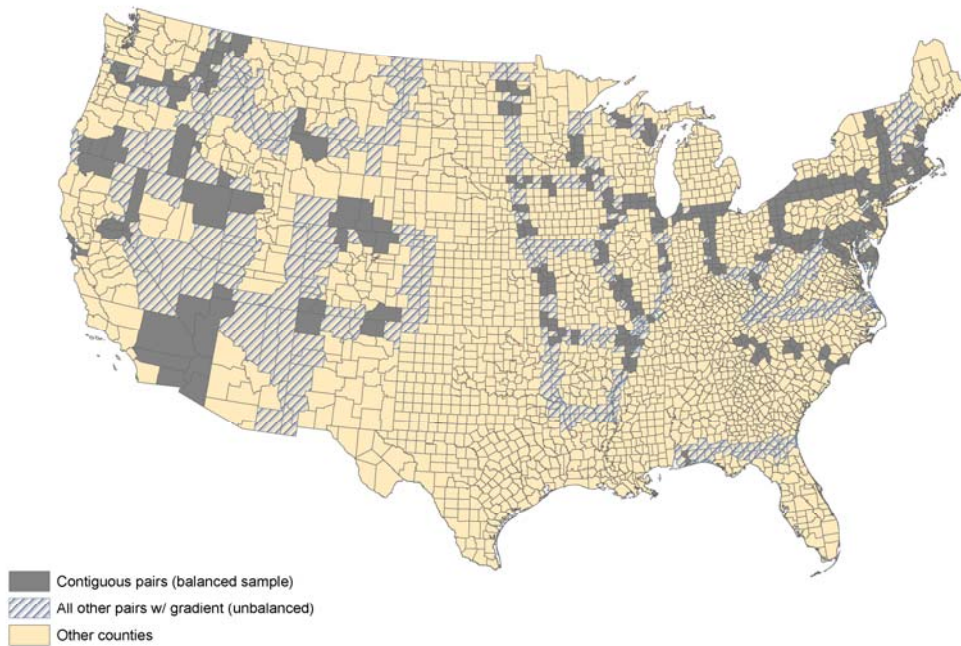 Contiguous pairs (balanced sample)
All other pairs w/ gradient (unbalanced)
Other counties